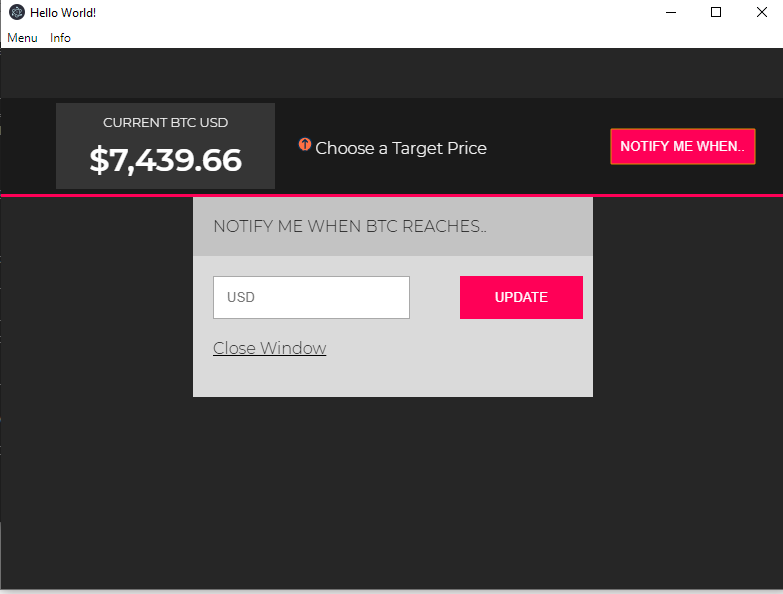 Hello World!
Menu Info
CURRENT BTC USD
$7,439.66
Choose a Target Price
NOTIFY ME WHEN..
NOTIFY ME WHEN BTC REACHES..
USD
UPDATE
Close Window